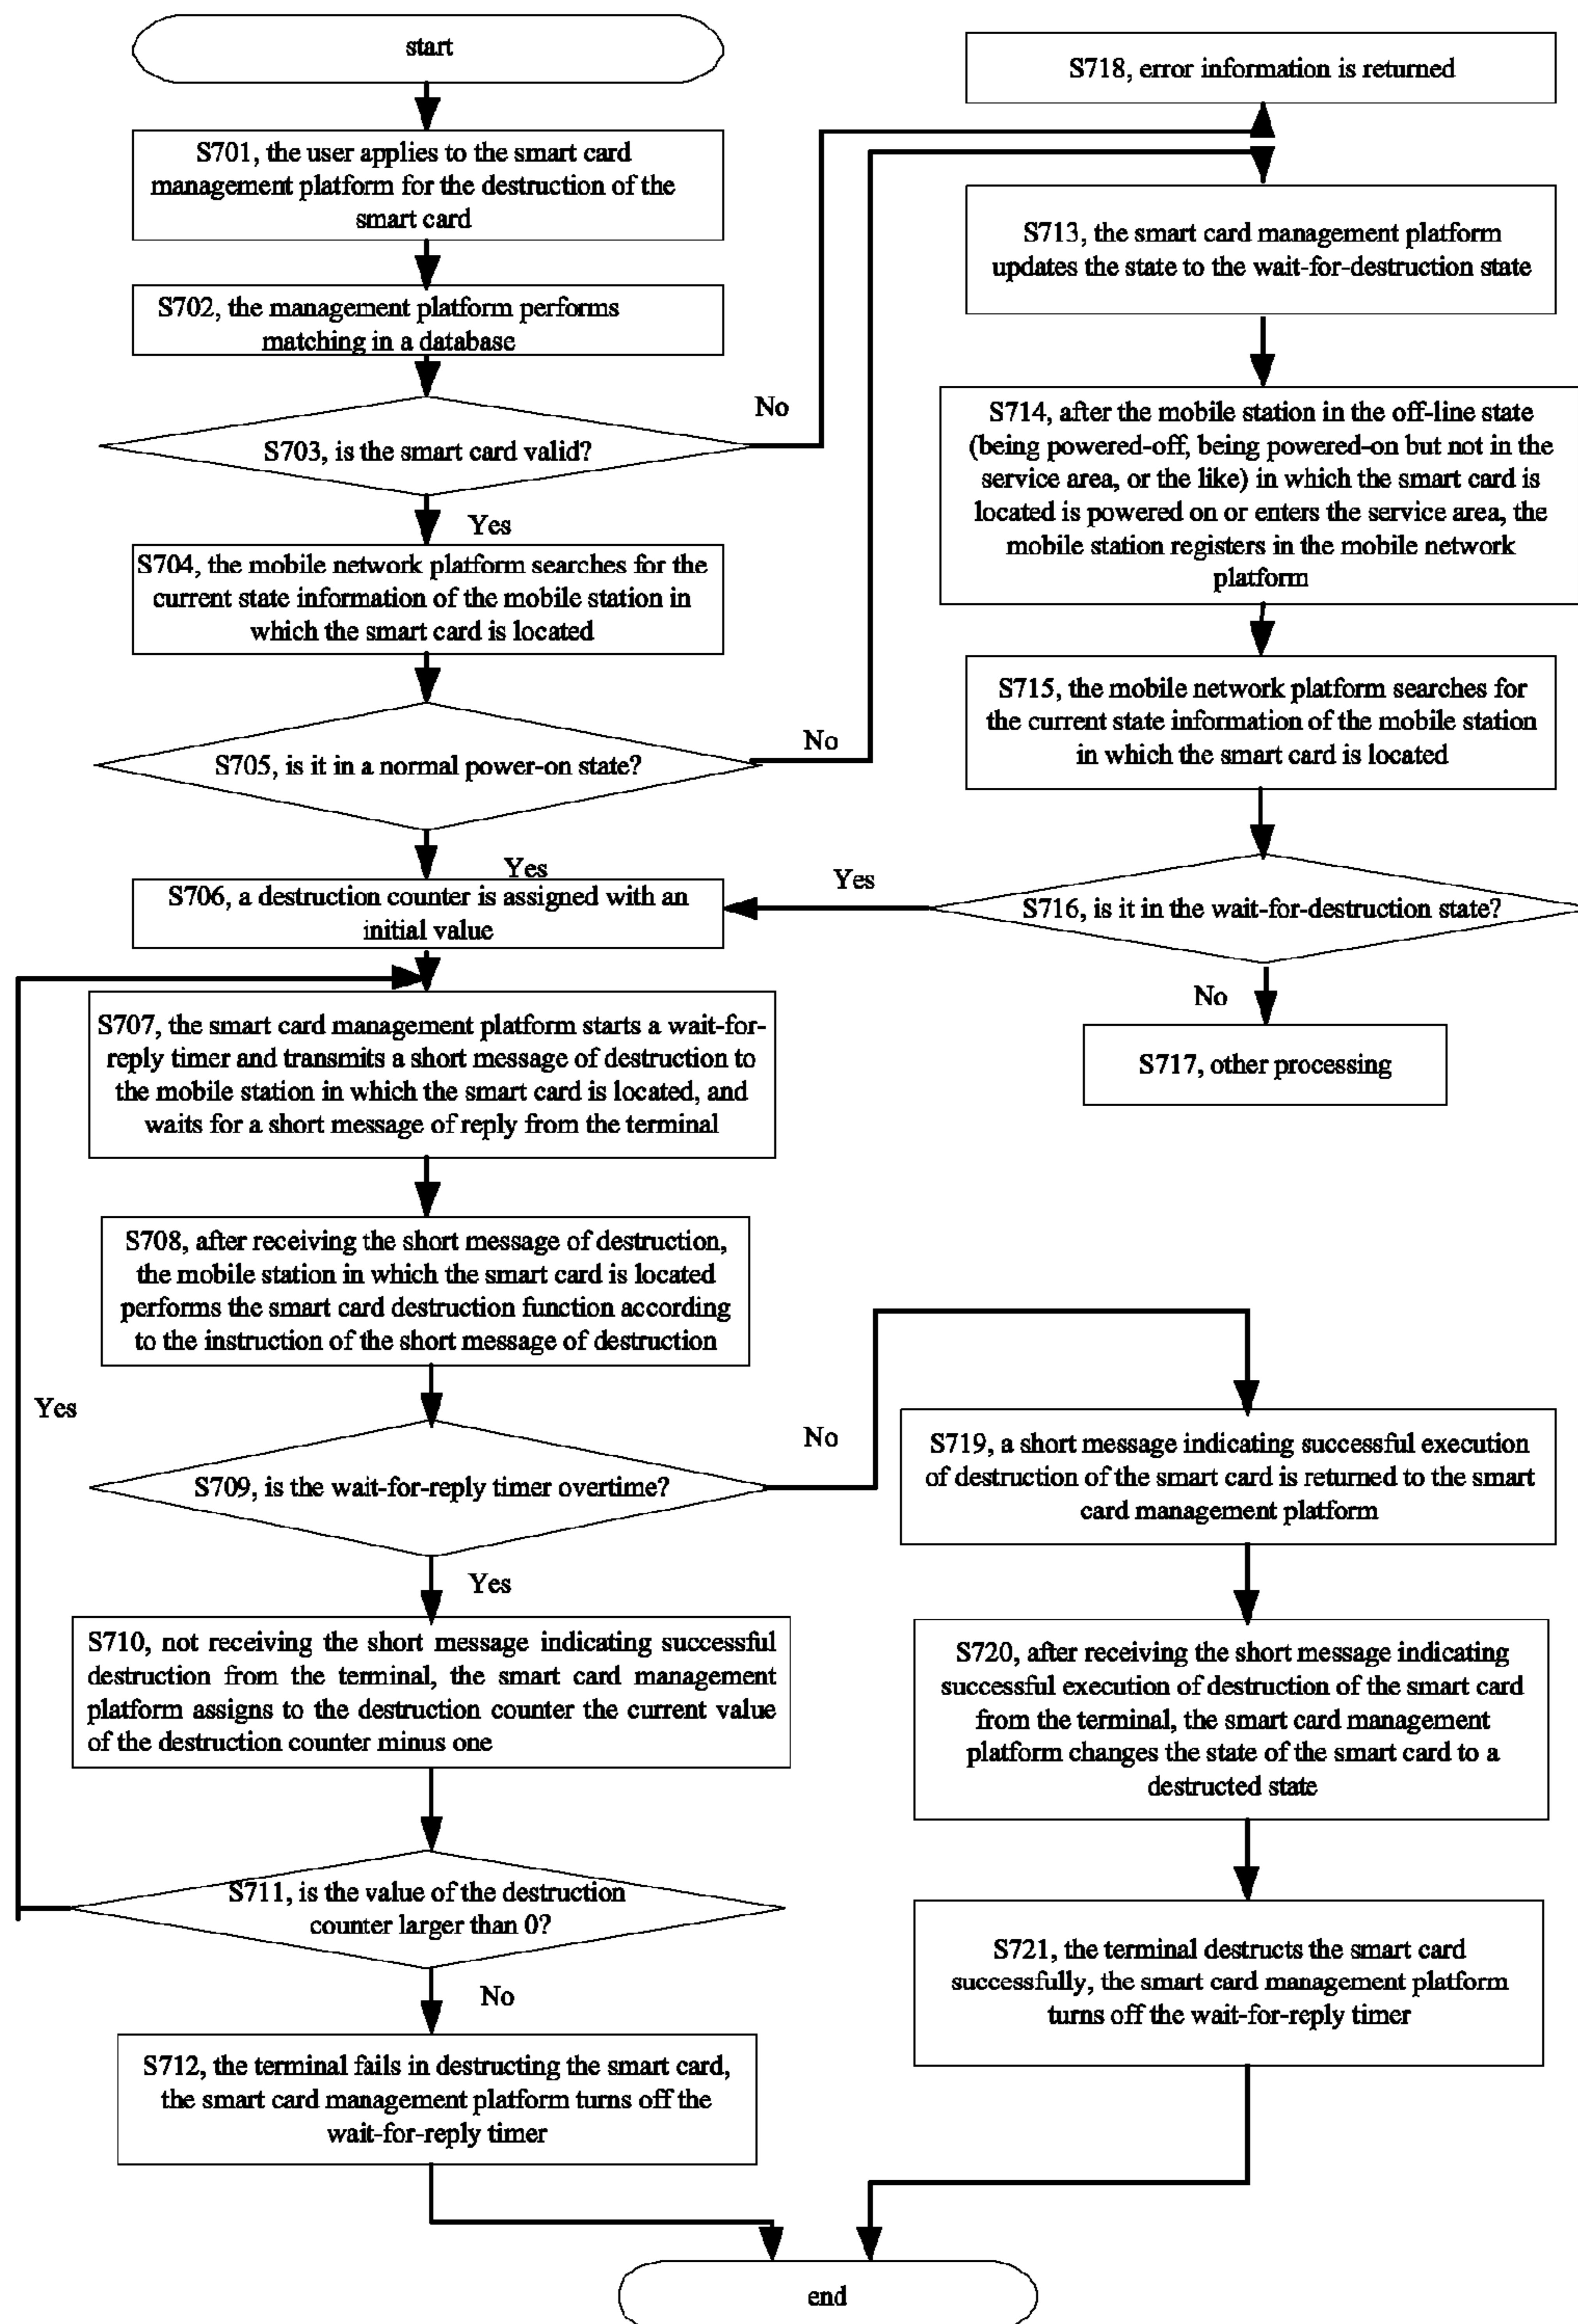 start
S701, the user applies to the smart card
management platform for the destruction of the
smart card
S702, the management platform performs
matching in a database
S703, is the smart card valid?
No
Yes
S704, the mobile network platform searches for the
current state information of the mobile station in
which the smart card is located
S705, is it in a normal power-on state?
No
Yes
S706, a destruction counter is assigned with an
initial value
S707, the smart card management platform starts a wait-for-
reply timer and transmits a short message of destruction to
the mobile station in which the smart card is located, and
waits for a short message of reply from the terminal
S708, after receiving the short message of destruction,
the mobile station in which the smart card is located
performs the smart card destruction function according
to the instruction of the short message of destruction
Yes
S709, is the wait-for-reply timer overtime?
No
Yes
S710, not receiving the short message indicating successful
destruction from the terminal, the smart card management
platform assigns to the destruction counter the current value
of the destruction counter minus one
S711, is the value of the destruction
counter larger than 0?
No
S712, the terminal fails in destructing the smart card,
the smart card management platform turns off the
wait-for-reply timer
S718, error information is returned
S713, the smart card management platform
updates the state to the wait-for-destruction state
S714, after the mobile station in the off-line state
(being powered-off, being powered-on but not in the
service area, or the like) in which the smart card is
located is powered on or enters the service area, the
mobile station registers in the mobile network
platform
S715, the mobile network platform searches for
the current state information of the mobile station
in which the smart card is located
Yes
S716, is it in the wait-for-destruction state?
No
S717, other processing
S719, a short message indicating successful execution
of destruction of the smart card is returned to the smart
card management platform
S720, after receiving the short message indicating
successful execution of destruction of the smart card
from the terminal, the smart card management
platform changes the state of the smart card to a
destructed state
S721, the terminal destructs the smart card
successfully, the smart card management platform
turns off the wait-for-reply timer
end